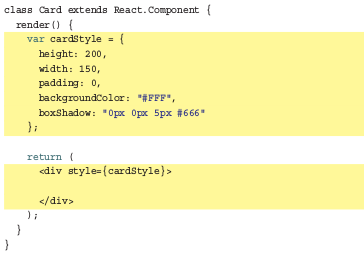 class Card extends React.Component {
  render() {
    var cardStyle = {
      height: 200,
      width: 150,
      padding: 0,
      backgroundColor: "#FFF",
      boxShadow: "0px 0px 5px #666"
    };

    return (
      <div style={cardStyle}>

      </div>
    );
  }
}